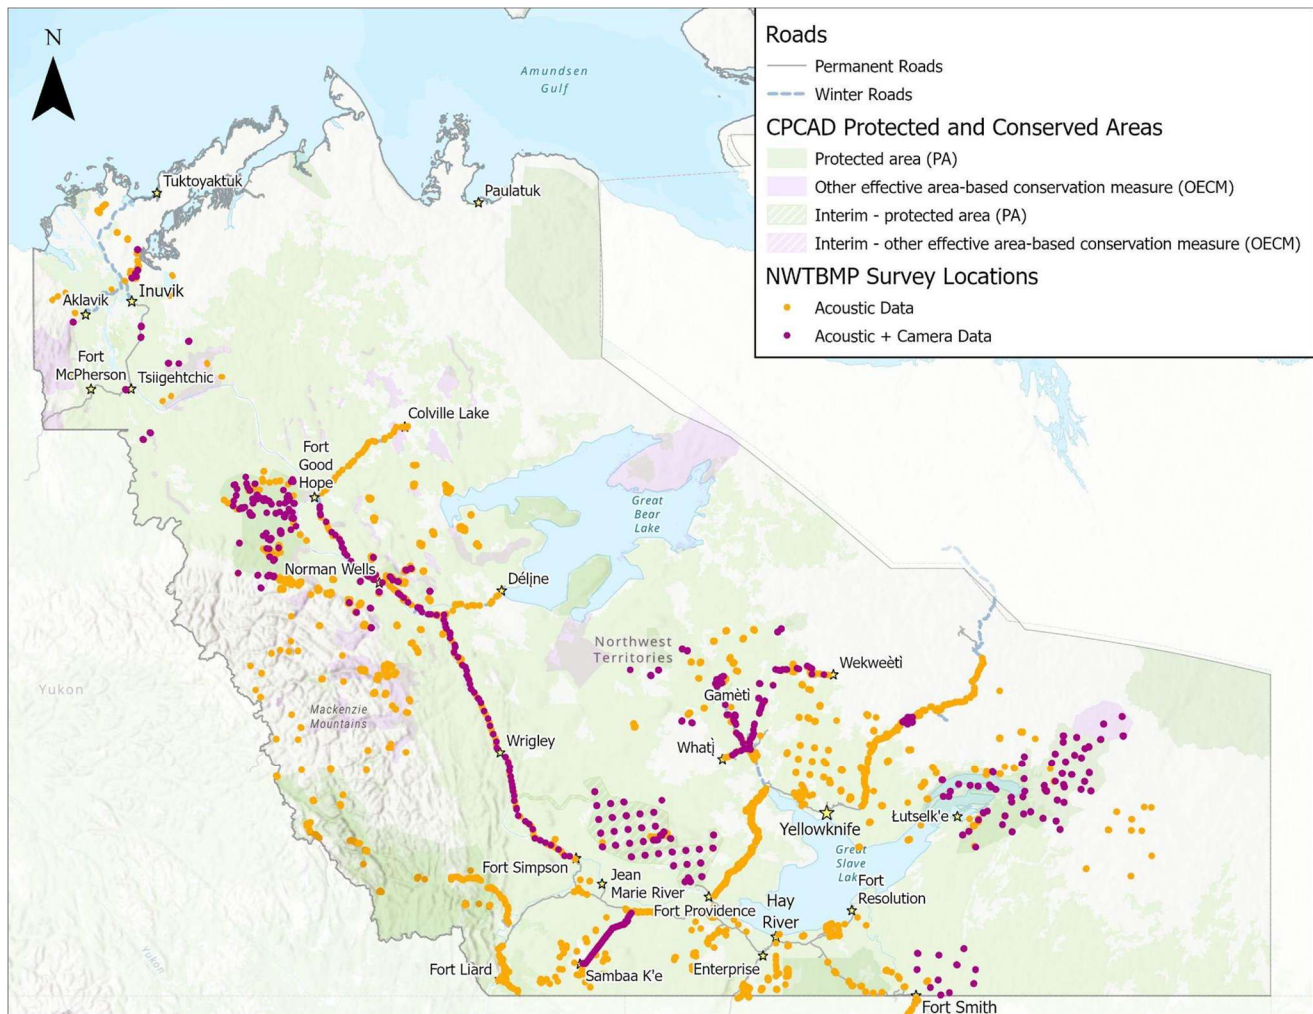 N
Amundsen
Gulf
Roads
Permanent Roads
Winter Roads
CPCAD Protected and Conserved Areas
Protected area (PA)
Other effective area-based conservation measure (OECM)
Interim - protected area (PA)
Interim - other effective area-based conservation measure (OECM)
NWTBMP Survey Locations
Acoustic Data
Acoustic + Camera Data
Tuktoyaktuk
Paulatuk
Aklavik
Inuvik
Fort
McPherson
Tsiigehtchic
Colville Lake
Fort
Good
Hope
Great
Bear
Lake
Norman Wells
Délįne
Northwest
Territories
Wekweètì
Yukon
Gamètì
Mackenzie
Mountains
Wrigley
Whatì
Yellowknife
Łutselk'e
Great
Slave
Lake
Fort Simpson
Jean
Marie River
Fort
Resolution
Hay
River
Fort Providence
Yukon
Fort Liard
Sambaa K'e
Enterprise
Fort Smith